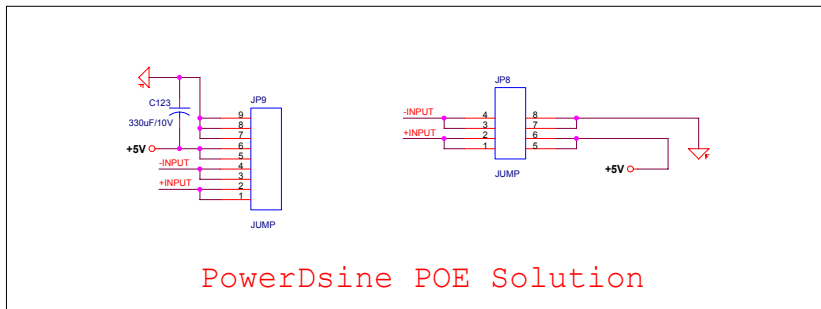 JP9
C123
330uF/10V
9
8
7
+5V
6
5
-INPUT
4
3
+INPUT
2
1
JUMP
JP8
-INPUT
4
8
3
7
+INPUT
2
6
1
5
JUMP
+5V
PowerDsine POE Solution